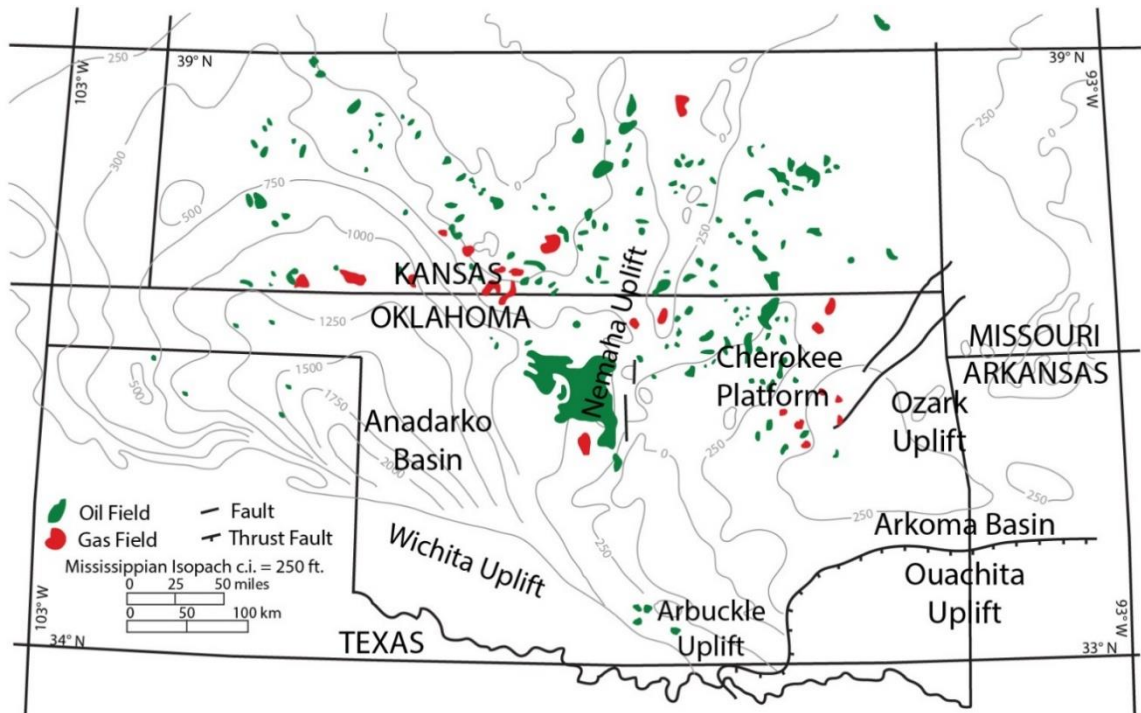 250
39° N
39° N
103° W
93° W
250
0
0
300
0
750
500
250
1000
KANSAS
OKLAHOMA
1250
Nemaha Uplift
MISSOURI
ARKANSAS
Cherokee
Platform
1500
500
1750
Anadarko
Basin
Ozark
Uplift
250
0
2000
250
250
Oil Field
Fault
Gas Field
Thrust Fault
Mississippian Isopach c.i. = 250 ft.
0 25 50 miles
0 50 100 km
Wichita Uplift
250
Arkoma Basin
Ouachita
Uplift
Arbuckle
Uplift
103° W
93° W
34° N
TEXAS
33° N